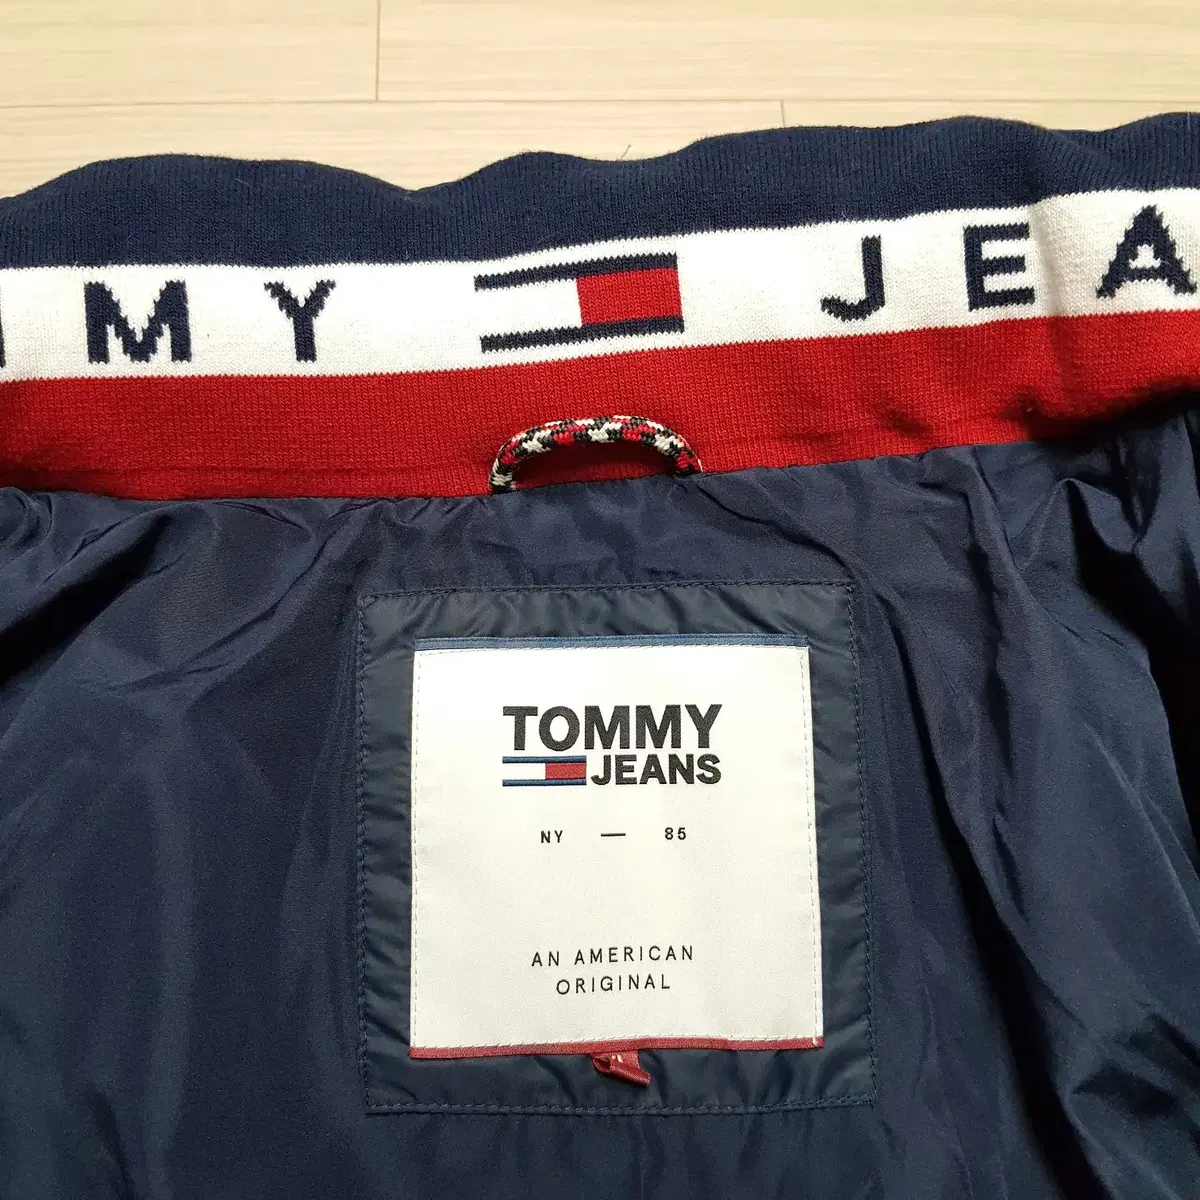 MMY JEA
TOMMY
JEANS
NY — 85
AN AMERICAN
ORIGINAL